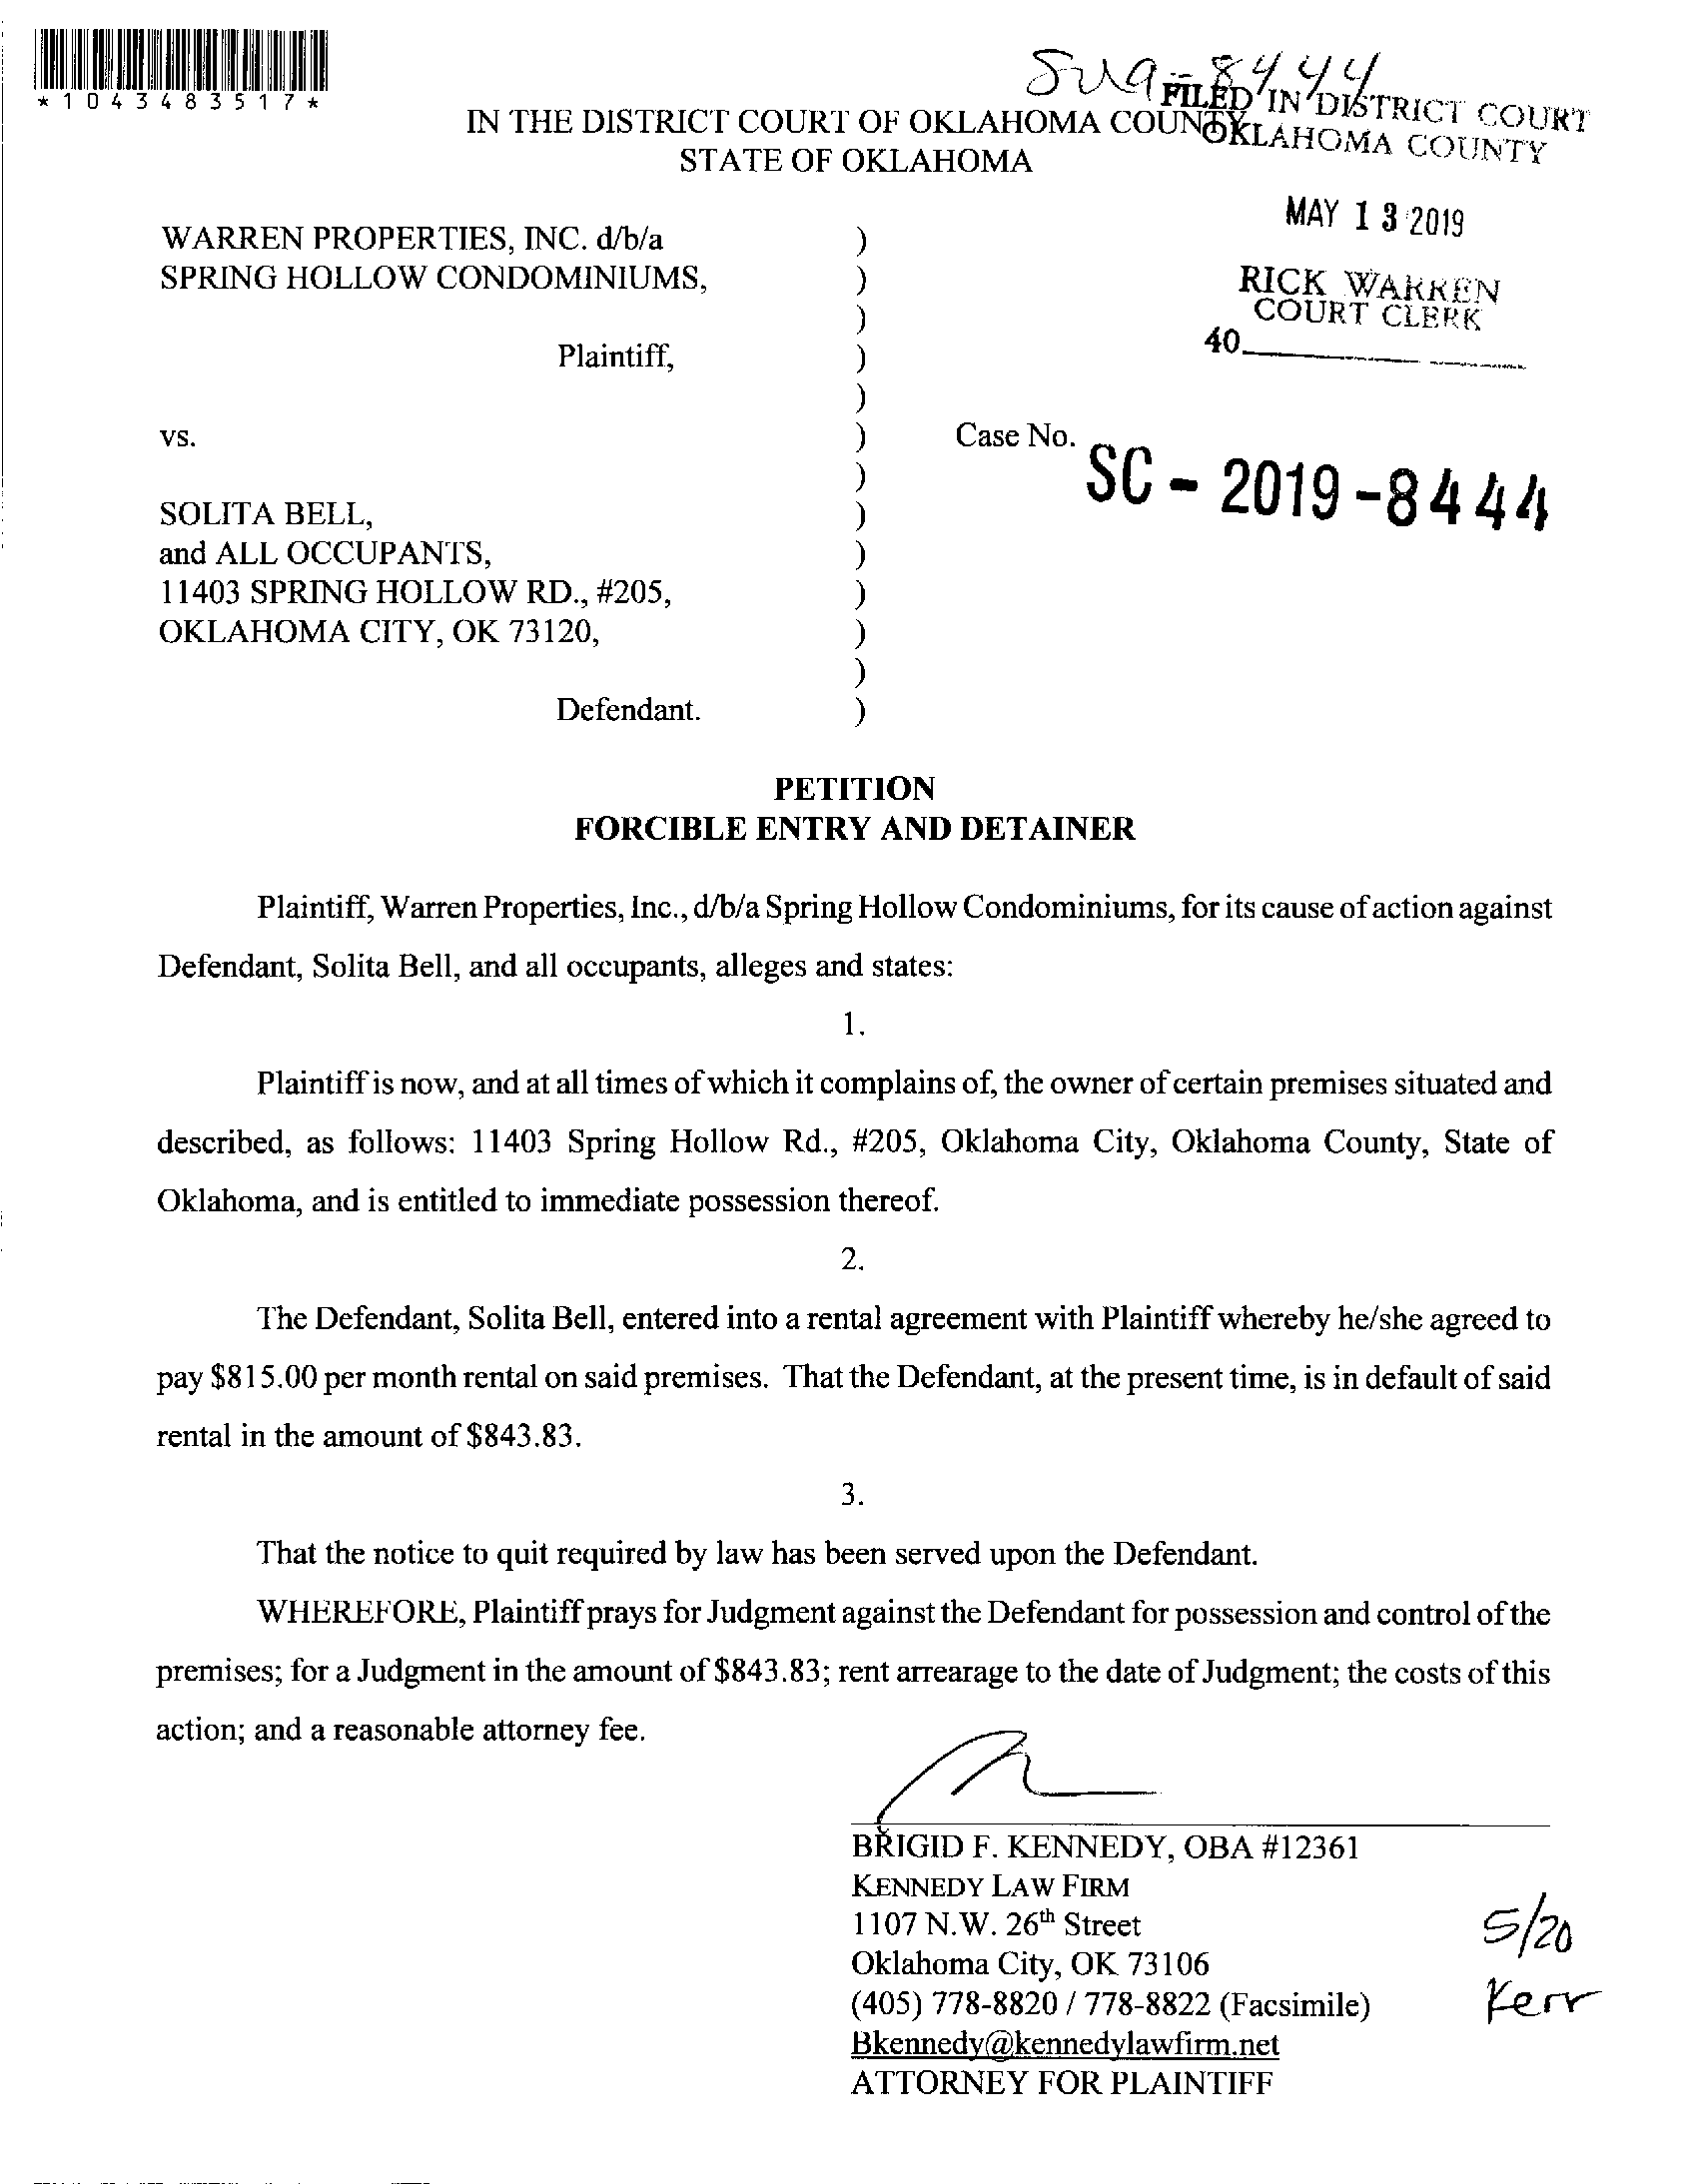 *1043483517*
8444
FILED IN DISTRICT COURT
OKLAHOMA COUNTY
IN THE DISTRICT COURT OF OKLAHOMA COUNTY
STATE OF OKLAHOMA
MAY 13 2019
RICK WARREN
COURT CLERK
40
WARREN PROPERTIES, INC. d/b/a )
SPRING HOLLOW CONDOMINIUMS, )
)
Plaintiff, )
)
vs. ) Case No. SC-2019-8444
)
SOLITA BELL, )
and ALL OCCUPANTS, )
11403 SPRING HOLLOW RD., #205, )
OKLAHOMA CITY, OK 73120, )
)
Defendant. )
PETITION
FORCIBLE ENTRY AND DETAINER
Plaintiff, Warren Properties, Inc., d/b/a Spring Hollow Condominiums, for its cause of action against
Defendant, Solita Bell, and all occupants, alleges and states:
1.
Plaintiff is now, and at all times of which it complains of, the owner of certain premises situated and
described, as follows: 11403 Spring Hollow Rd., #205, Oklahoma City, Oklahoma County, State of
Oklahoma, and is entitled to immediate possession thereof.
2.
The Defendant, Solita Bell, entered into a rental agreement with Plaintiff whereby he/she agreed to
pay $815.00 per month rental on said premises. That the Defendant, at the present time, is in default of said
rental in the amount of $843.83.
3.
That the notice to quit required by law has been served upon the Defendant.
WHEREFORE, Plaintiff prays for Judgment against the Defendant for possession and control of the
premises; for a Judgment in the amount of $843.83; rent arrearage to the date of Judgment; the costs of this
action; and a reasonable attorney fee.
BRIGID F. KENNEDY, OBA #12361
KENNEDY LAW FIRM
1107 N.W. 26th Street
Oklahoma City, OK 73106
(405) 778-8820 / 778-8822 (Facsimile)
Bkennedy@kennedylawfirm.net
ATTORNEY FOR PLAINTIFF
5/20
Kerr